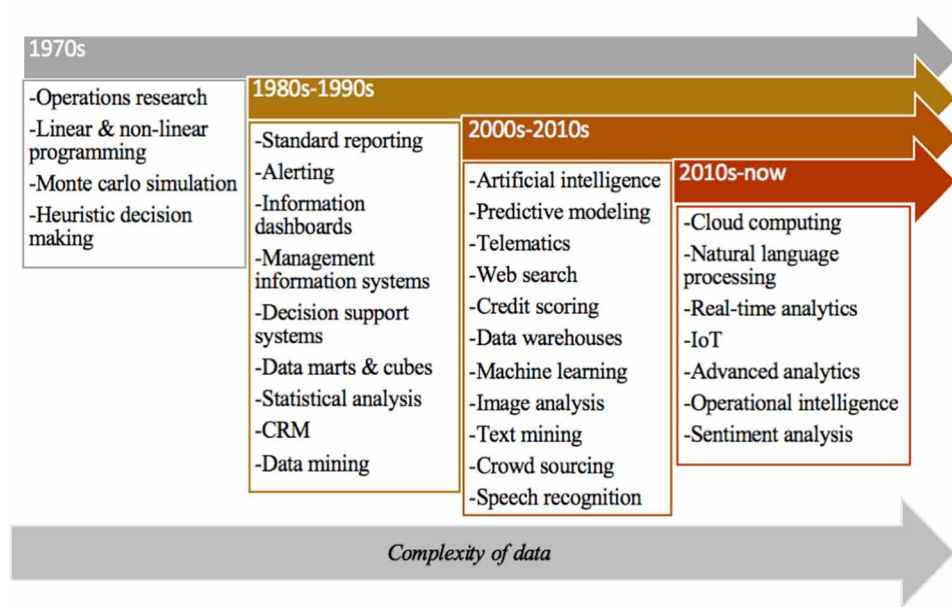 1970s
-Operations research
-Linear & non-linear
programming
-Monte carlo simulation
-Heuristic decision
making
1980s-1990s
-Standard reporting
-Alerting
-Information
dashboards
-Management
information systems
-Decision support
systems
-Data marts & cubes
-Statistical analysis
-CRM
-Data mining
2000s-2010s
-Artificial intelligence
-Predictive modeling
-Telematics
-Web search
-Credit scoring
-Data warehouses
-Machine learning
-Image analysis
-Text mining
-Crowd sourcing
-Speech recognition
2010s-now
-Cloud computing
-Natural language
processing
-Real-time analytics
-IoT
-Advanced analytics
-Operational intelligence
-Sentiment analysis
Complexity of data